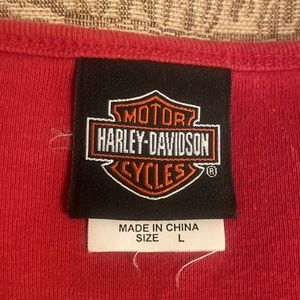 MOTOR
HARLEY-DAVIDSON
CYCLES
®
MADE IN CHINA
SIZE L